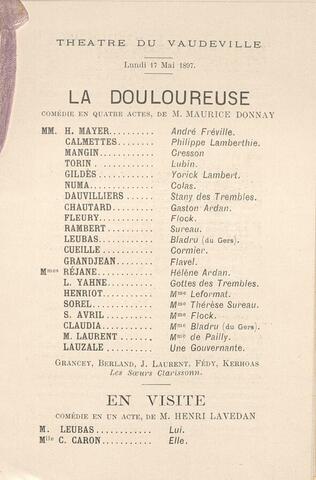 THEATRE DU VAUDEVILLE
Lundi 17 Mai 1897.
LA DOULOUREUSE
COMÉDIE EN QUATRE ACTES, DE M. MAURICE DONNAY
MM. H. MAYER.......... André Fréville.
CALMETTES.......... Philippe Lamberthie.
MANGIN............ Cresson
TORIN ............ Lubin.
GILDÈS............ Yorick Lambert.
NUMA............. Colas.
DAUVILLIERS ...... Stany des Trembles.
CHAUTARD.......... Gaston Ardan.
FLEURY............ Flock.
RAMBERT .......... Sureau.
LEUBAS............ Bladru (du Gers).
CUEILLE ........... Cormier.
GRANDJEAN........ Flavel.
Mmes RÉJANE............ Hélène Ardan.
L. YAHNE.......... Gottes des Trembles.
HENRIOT........... Mme Leformat.
SOREL............. Mme Thérèse Sureau.
S. AVRIL........... Mme Flock.
CLAUDIA........... Mme Bladru (du Gers)
M. LAURENT ....... Mme de Pailly.
LAUZALE .......... Une Gouvernante.
GRANCEY, BERLAND, J. LAURENT, FÉDY, KERHOAS
Les Sœurs Clarissonn.
EN VISITE
COMÉDIE EN UN ACTE, DE M. HENRI LAVEDAN
M. LEUBAS............ Lui.
Mlle C. CARON............ Elle.